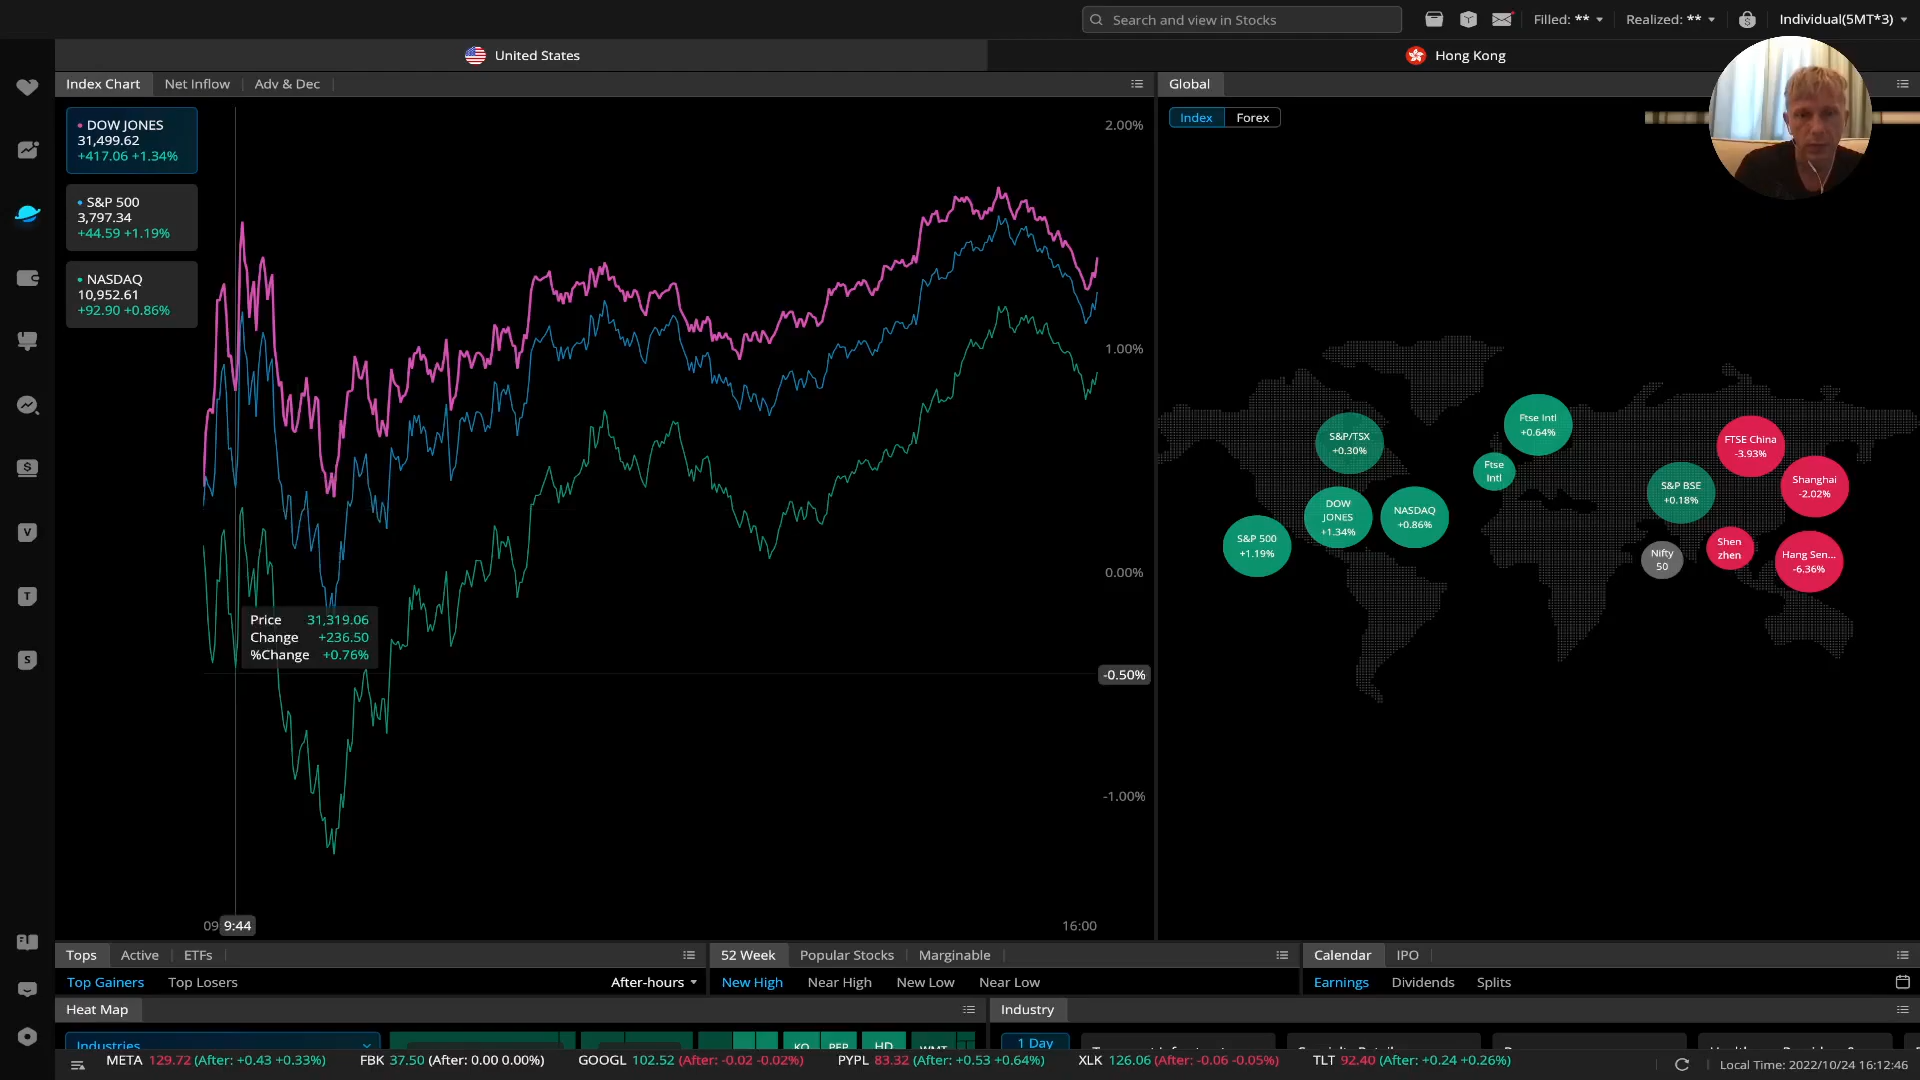 Search and view in Stocks
Filled: **
Realized: **
Individual(5MT*3)
United States
Hong Kong
Index Chart
Net Inflow
Adv & Dec
Global
DOW JONES
31,499.62
+417.06 +1.34%
S&P 500
3,797.34
+44.59 +1.19%
NASDAQ
10,952.61
+92.90 +0.86%
2.00%
1.00%
0.00%
-0.50%
-1.00%
Price 31,319.06
Change +236.50
%Change +0.76%
09
9:44
16:00
Index
Forex
S&P/TSX
+0.30%
Ftse Intl
+0.64%
Ftse
Intl
DOW
JONES
+1.34%
NASDAQ
+0.86%
S&P 500
+1.19%
FTSE China
-3.93%
S&P BSE
+0.18%
Shanghai
-2.02%
Shen
zhen
Nifty
50
Hang Sen...
-6.36%
Tops
Active
ETFs
Top Gainers
Top Losers
After-hours
52 Week
Popular Stocks
Marginable
New High
Near High
New Low
Near Low
Calendar
IPO
Earnings
Dividends
Splits
Heat Map
Industry
Industries
KO
PEP
HD
WMT
1 Day
META 129.72 (After: +0.43 +0.33%)
FBK 37.50 (After: 0.00 0.00%)
GOOGL 102.52 (After: -0.02 -0.02%)
PYPL 83.32 (After: +0.53 +0.64%)
XLK 126.06 (After: -0.06 -0.05%)
TLT 92.40 (After: +0.24 +0.26%)
Local Time: 2022/10/24 16:12:46